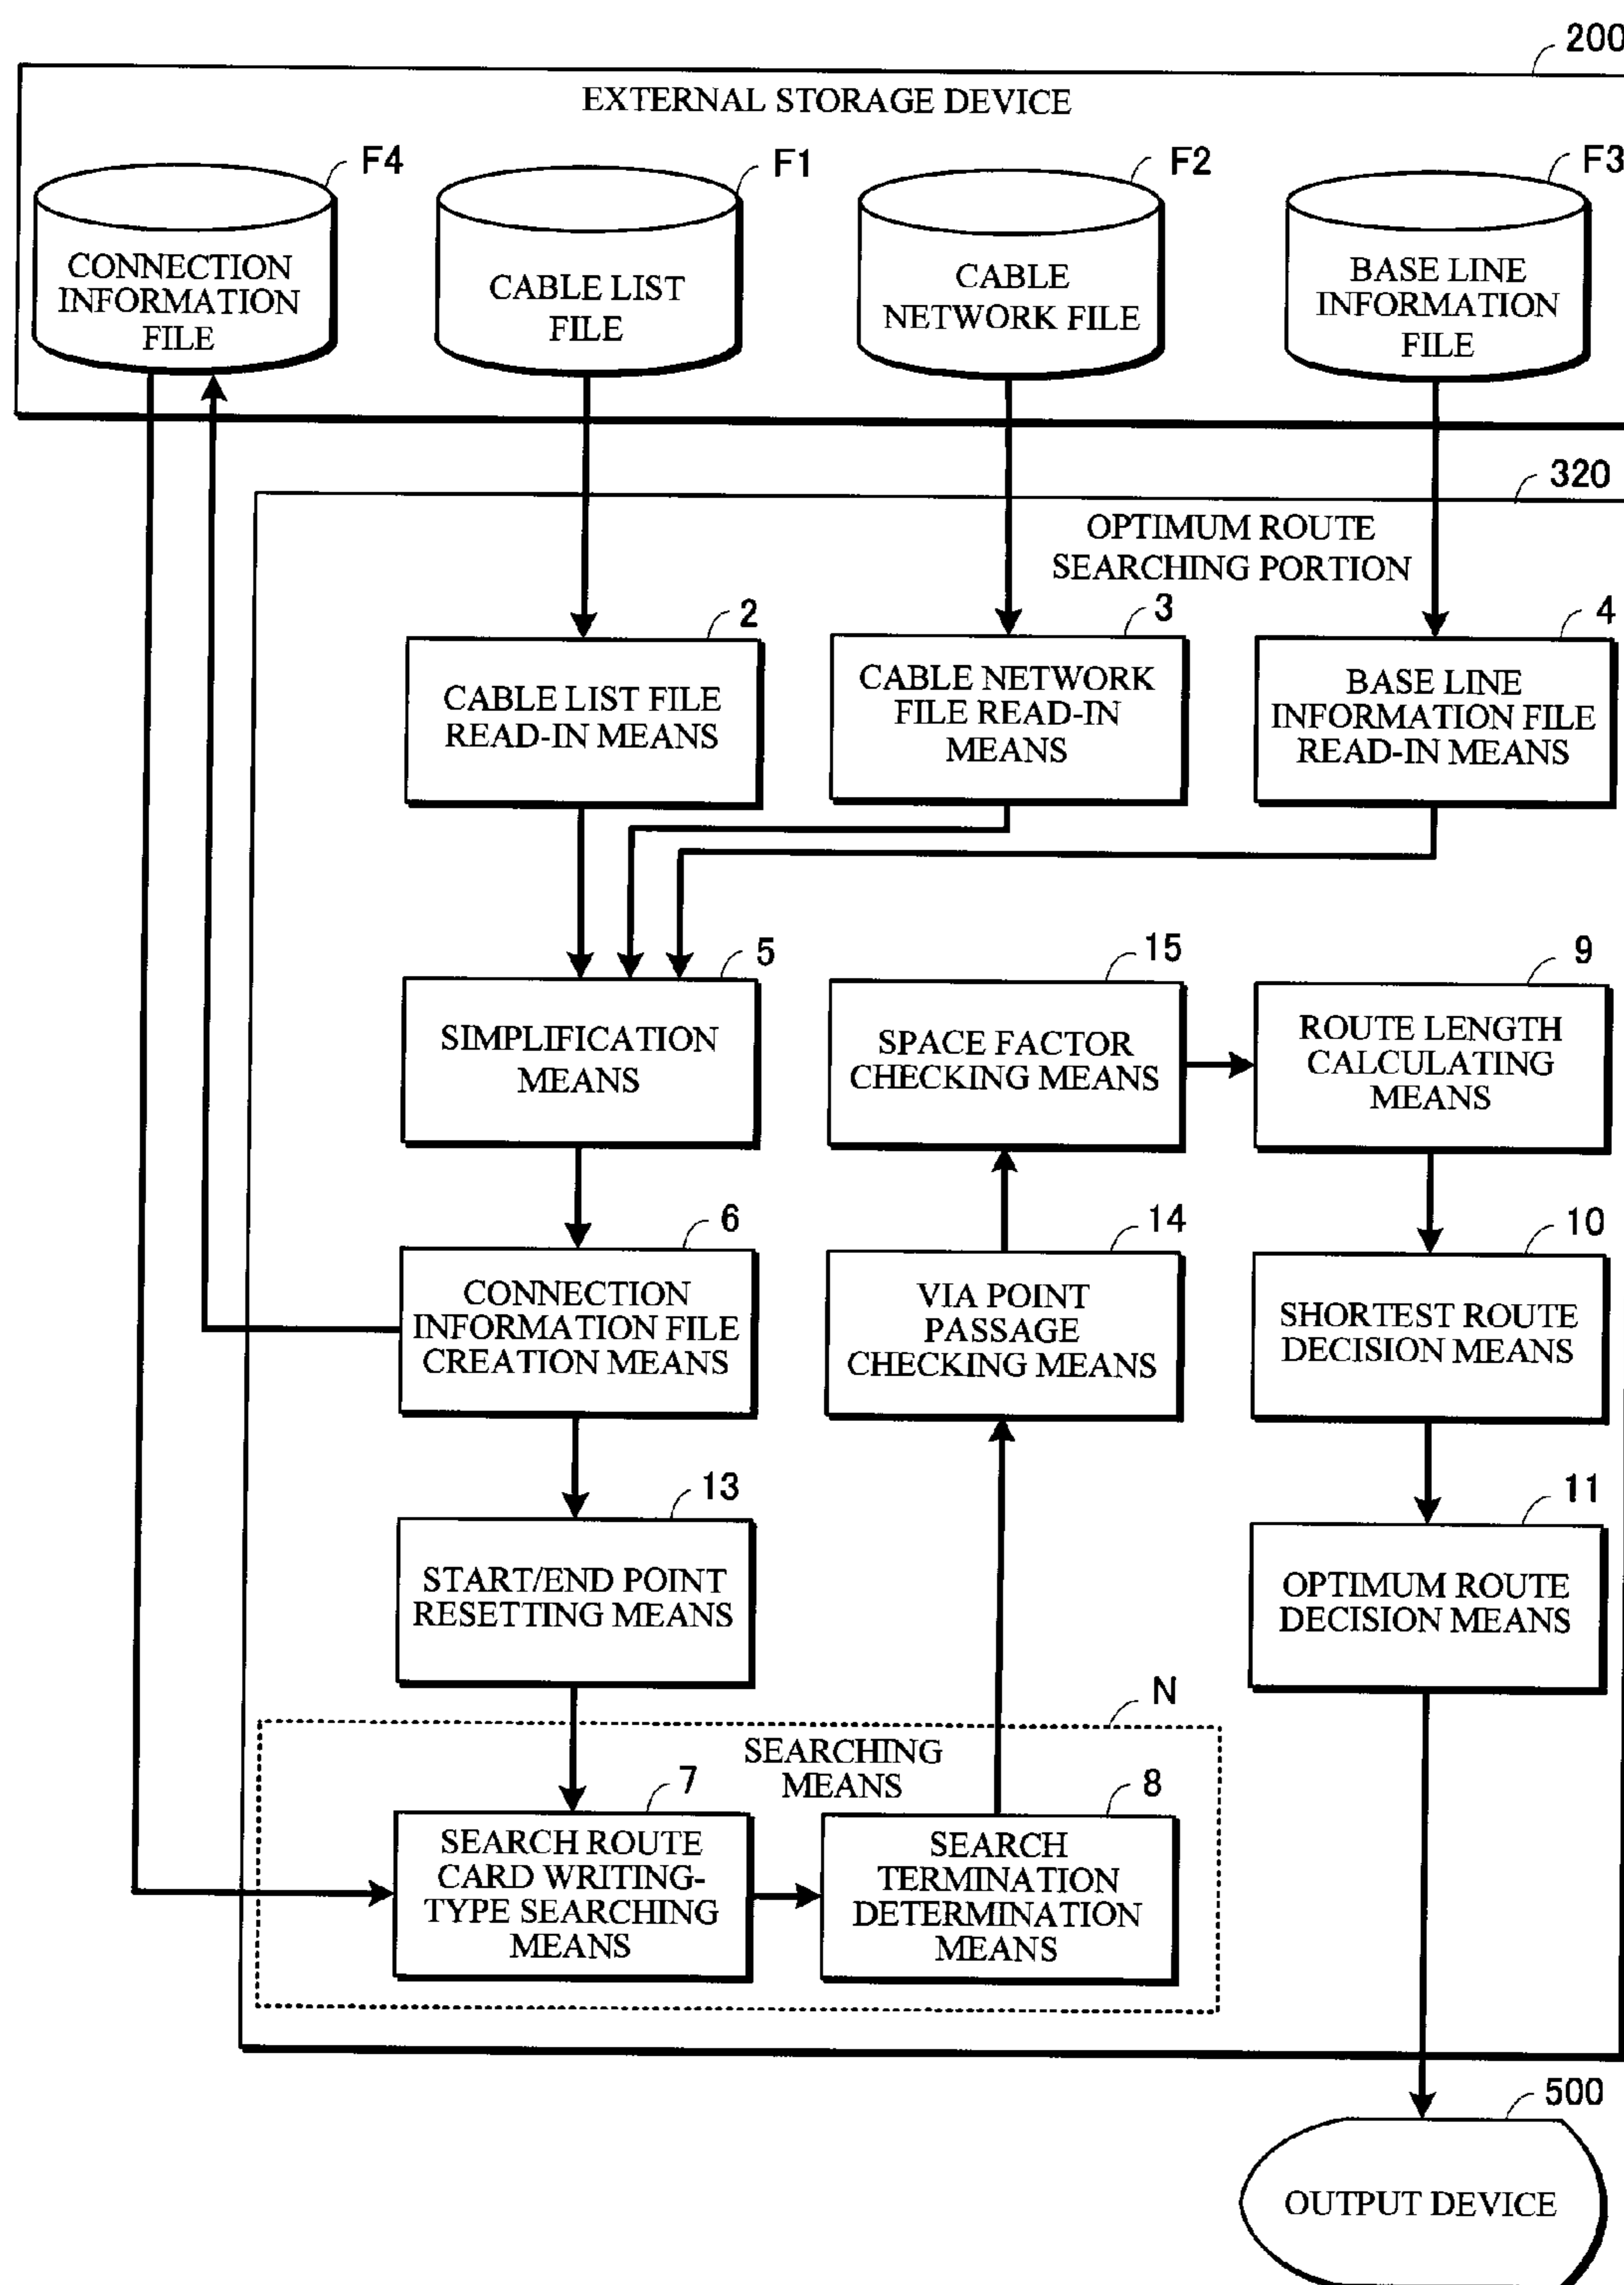 200
EXTERNAL STORAGE DEVICE
F4
F1
F2
F3
CONNECTION
INFORMATION
FILE
CABLE LIST
FILE
CABLE
NETWORK FILE
BASE LINE
INFORMATION
FILE
320
OPTIMUM ROUTE
SEARCHING PORTION
2
3
4
CABLE LIST FILE
READ-IN MEANS
CABLE NETWORK
FILE READ-IN
MEANS
BASE LINE
INFORMATION FILE
READ-IN MEANS
5
15
9
SIMPLIFICATION
MEANS
SPACE FACTOR
CHECKING MEANS
ROUTE LENGTH
CALCULATING
MEANS
6
14
10
CONNECTION
INFORMATION FILE
CREATION MEANS
VIA POINT
PASSAGE
CHECKING MEANS
SHORTEST ROUTE
DECISION MEANS
13
11
START/END POINT
RESETTING MEANS
OPTIMUM ROUTE
DECISION MEANS
N
SEARCHING
MEANS
7
8
SEARCH ROUTE
CARD WRITING-
TYPE SEARCHING
MEANS
SEARCH
TERMINATION
DETERMINATION
MEANS
500
OUTPUT DEVICE